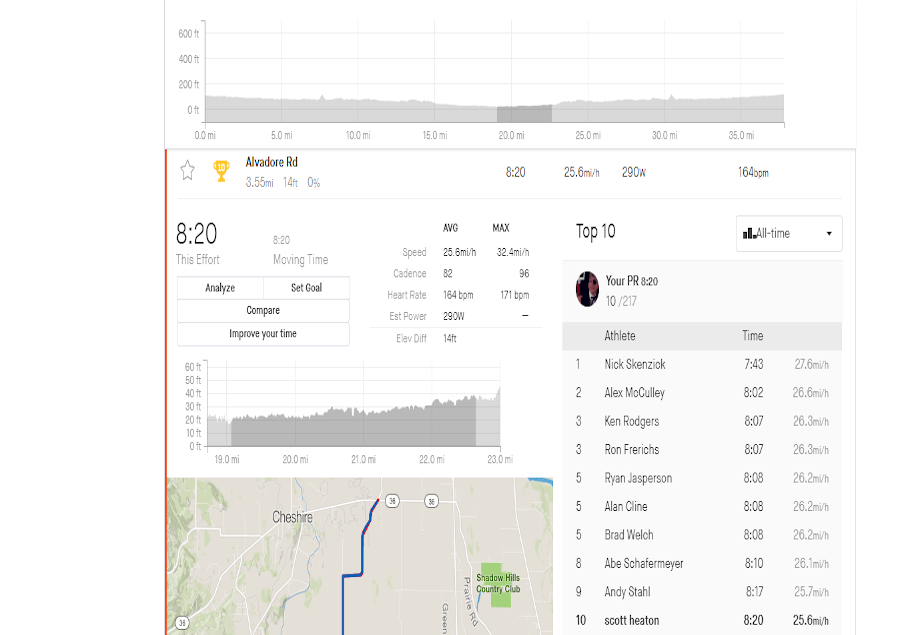 600 ft
400 ft
200 ft
0 ft
0.0 mi 5.0 mi 10.0 mi 15.0 mi 20.0 mi 25.0 mi 30.0 mi 35.0 mi
10 Alvadore Rd
3.55mi 14ft 0%
8:20 25.6mi/h 290W 164bpm
8:20
This Effort
8:20
Moving Time
Analyze Set Goal
Compare
Improve your time
AVG MAX
Speed 25.6mi/h 32.4mi/h
Cadence 82 96
Heart Rate 164 bpm 171 bpm
Est Power 290W —
Elev Diff 14ft
60 ft
50 ft
40 ft
30 ft
20 ft
10 ft
0 ft
19.0 mi 20.0 mi 21.0 mi 22.0 mi 23.0 mi
Cheshire
36 36
Shadow Hills
Country Club
Prairie Rd
Green
36
Top 10
All-time
Your PR 8:20
10 /217
Athlete Time
1 Nick Skenzick 7:43 27.6mi/h
2 Alex McCulley 8:02 26.6mi/h
3 Ken Rodgers 8:07 26.3mi/h
3 Ron Frerichs 8:07 26.3mi/h
5 Ryan Jasperson 8:08 26.2mi/h
5 Alan Cline 8:08 26.2mi/h
5 Brad Welch 8:08 26.2mi/h
8 Abe Schafermeyer 8:10 26.1mi/h
9 Andy Stahl 8:17 25.7mi/h
10 scott heaton 8:20 25.6mi/h